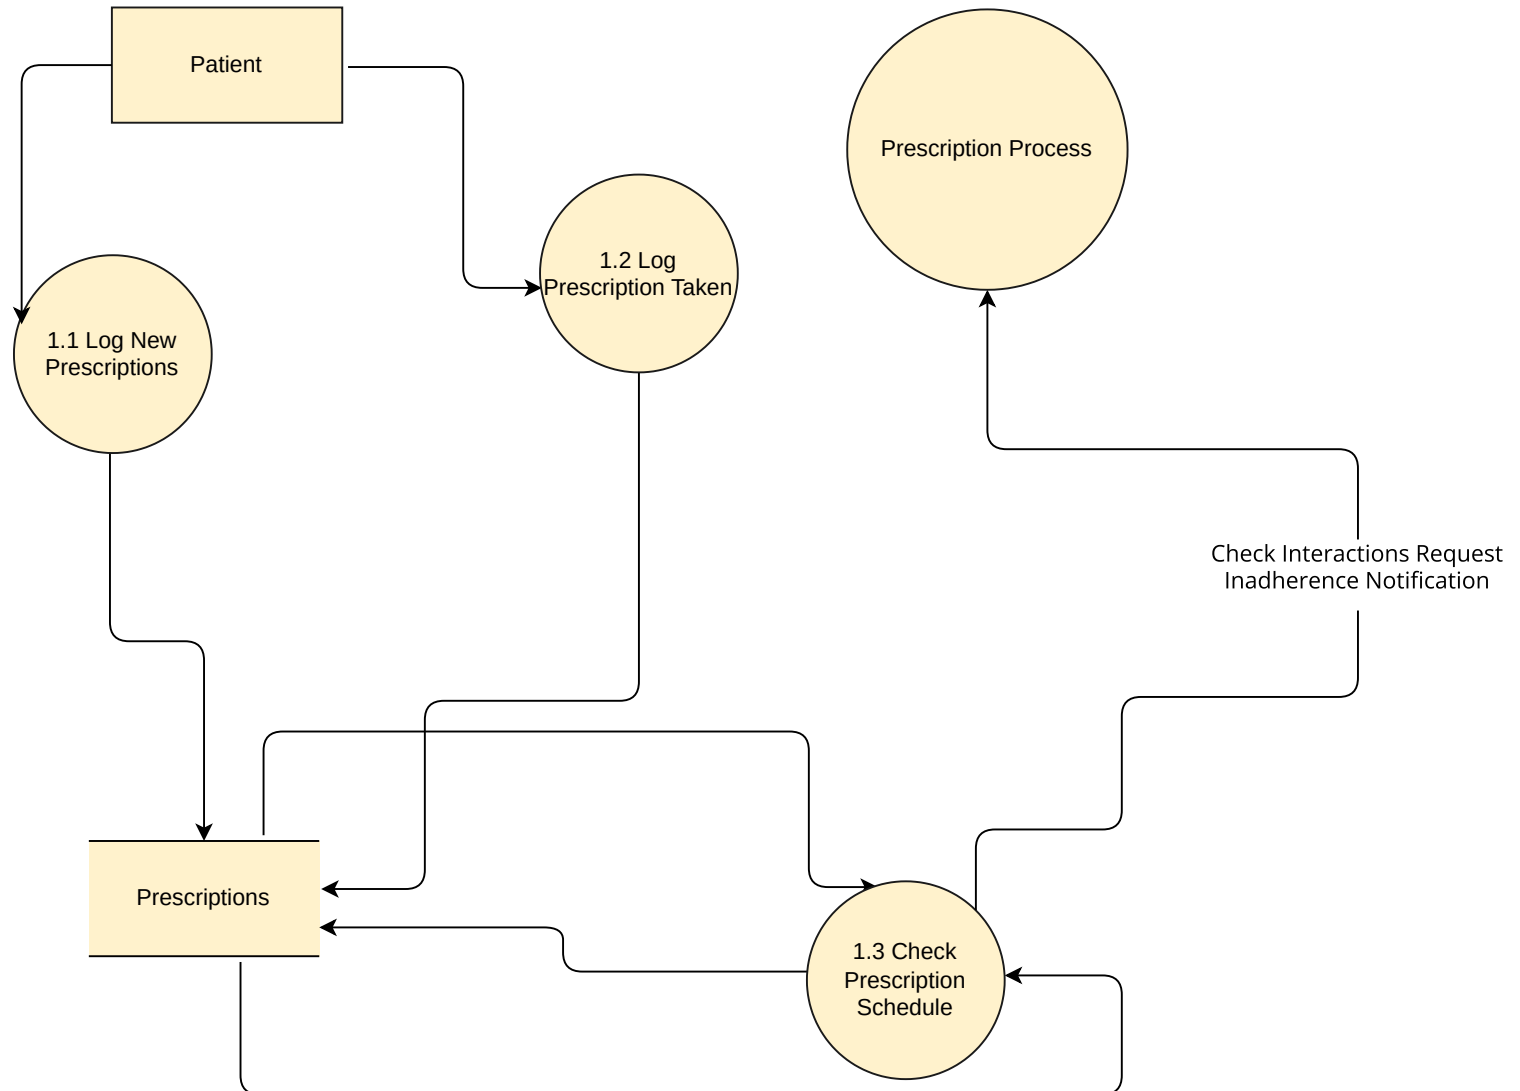 Patient
Prescription Process
1.2 Log
Prescription Taken
1.1 Log New
Prescriptions
Check Interactions Request
Inadherence Notification
Prescriptions
1.3 Check
Prescription
Schedule